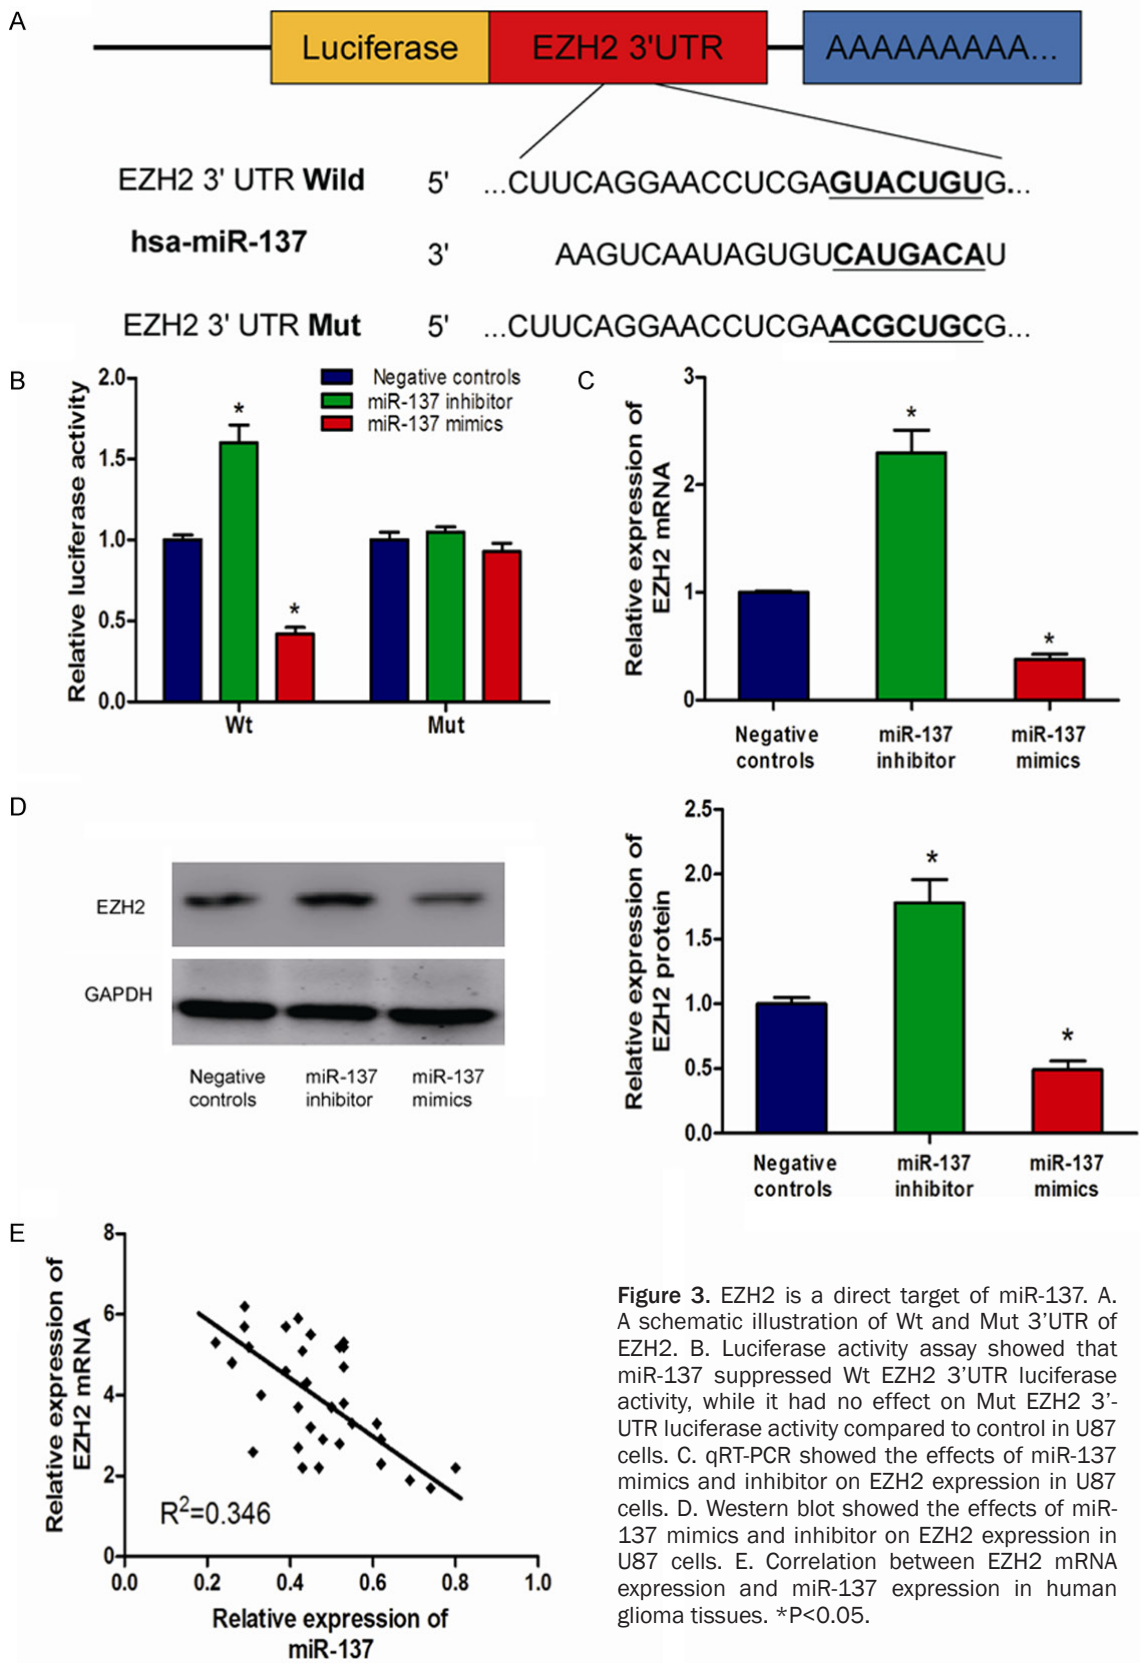 A
Luciferase EZH2 3'UTR AAAAAAAAA...
EZH2 3' UTR Wild 5' ...CUUCAGGAACCUCGAGUACUGUG...
hsa-miR-137 3' AAGUCAAUAGUGUCAUGACAU
EZH2 3' UTR Mut 5' ...CUUCAGGAACCUCGAACGCUGCG...
B
Relative luciferase activity
2.0
1.5
1.0
0.5
0.0
Negative controls
miR-137 inhibitor
miR-137 mimics
*
*
Wt Mut
C
Relative expression of
EZH2 mRNA
3
2
1
0
*
*
Negative
controls
miR-137
inhibitor
miR-137
mimics
D
EZH2
GAPDH
Negative
controls
miR-137
inhibitor
miR-137
mimics
Relative expression of
EZH2 protein
2.5
2.0
1.5
1.0
0.5
0.0
*
*
Negative
controls
miR-137
inhibitor
miR-137
mimics
E
Relative expression of
EZH2 mRNA
8
6
4
2
0
R²=0.346
0.0 0.2 0.4 0.6 0.8 1.0
Relative expression of
miR-137
Figure 3. EZH2 is a direct target of miR-137. A.
A schematic illustration of Wt and Mut 3’UTR of
EZH2. B. Luciferase activity assay showed that
miR-137 suppressed Wt EZH2 3’UTR luciferase
activity, while it had no effect on Mut EZH2 3’-
UTR luciferase activity compared to control in U87
cells. C. qRT-PCR showed the effects of miR-137
mimics and inhibitor on EZH2 expression in U87
cells. D. Western blot showed the effects of miR-
137 mimics and inhibitor on EZH2 expression in
U87 cells. E. Correlation between EZH2 mRNA
expression and miR-137 expression in human
glioma tissues. *P<0.05.